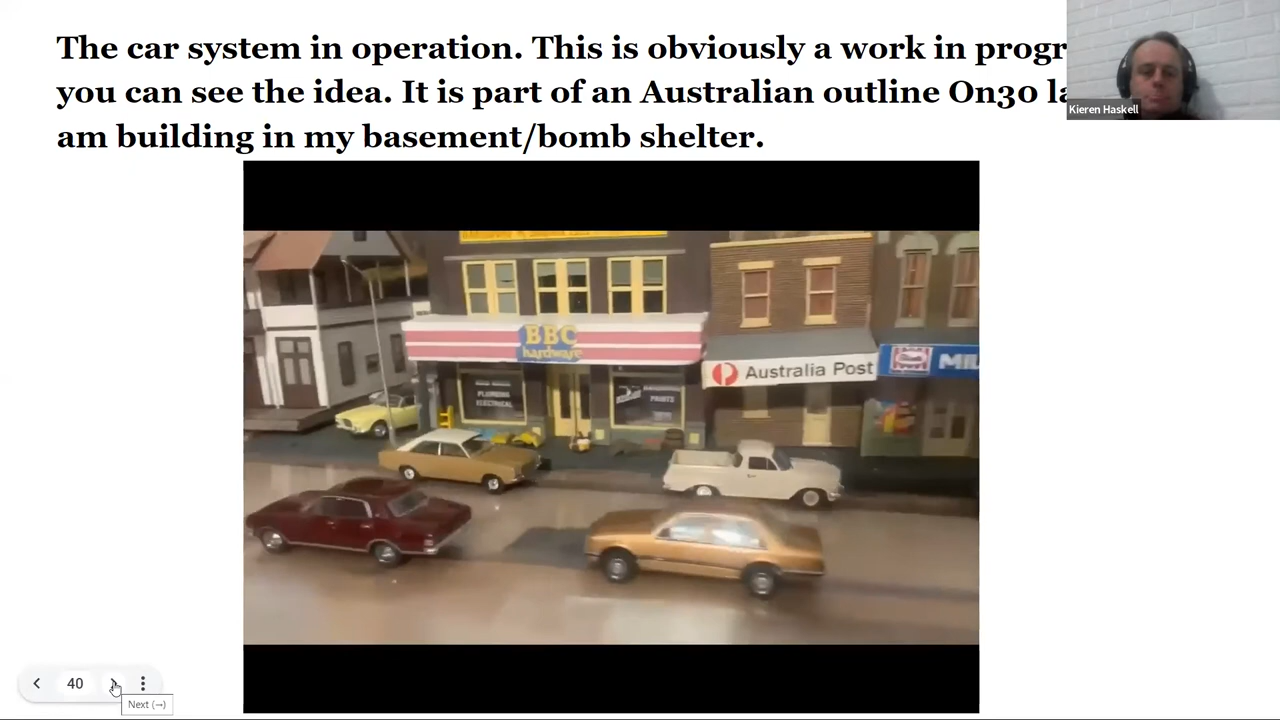 The car system in operation. This is obviously a work in progr
you can see the idea. It is part of an Australian outline On30 la
am building in my basement/bomb shelter.
Kieren Haskell
BBC
hardware
Australia Post
MIL
PLUMBING
ELECTRICAL
PAINTS
40
Next (→)